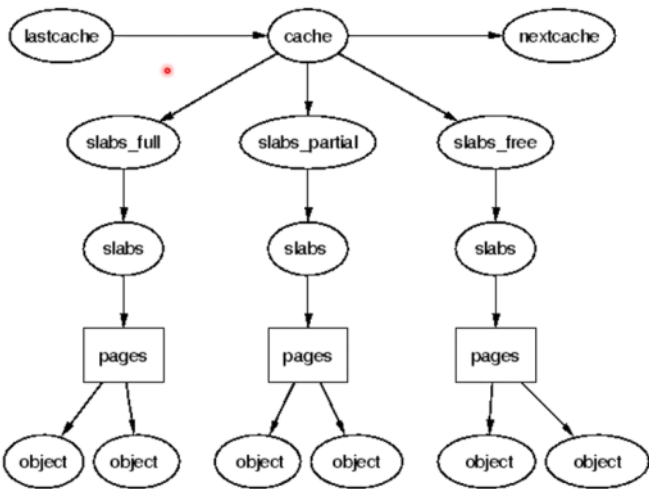 lastcache cache nextcache
slabs_full slabs_partial slabs_free
slabs slabs slabs
pages pages pages
object object object object object object